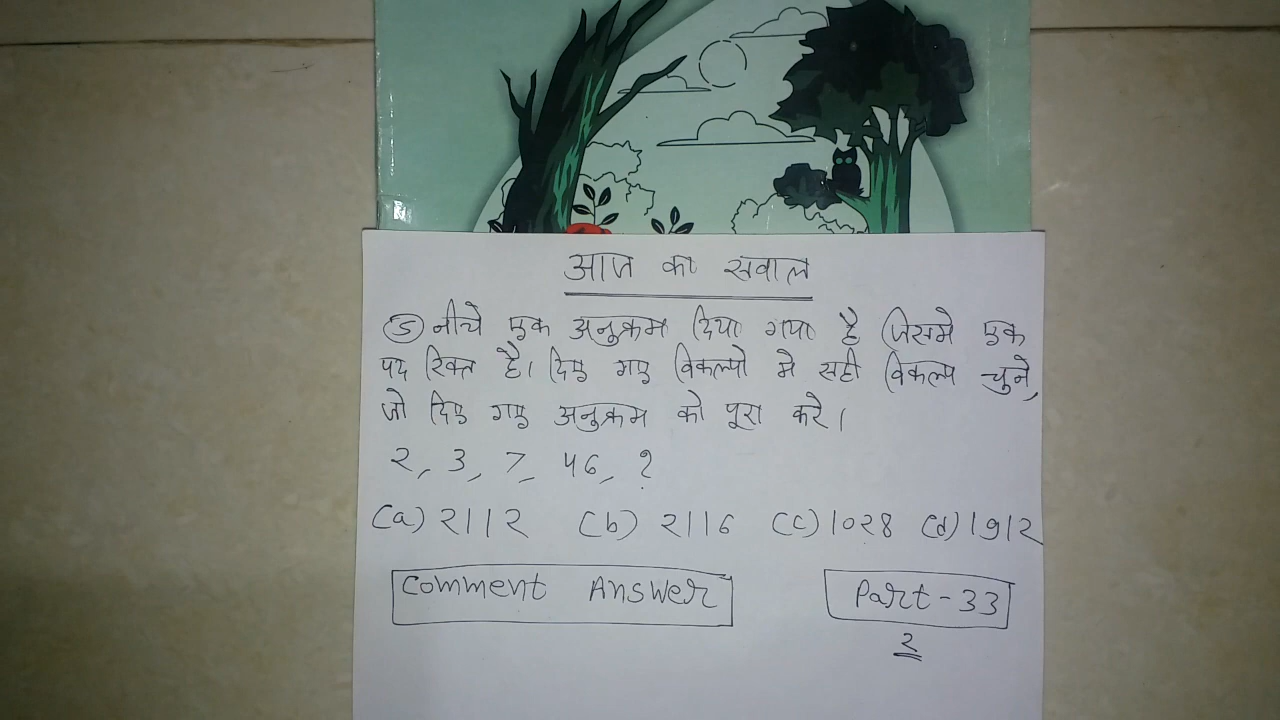 आज का सवाल
(5) नीचे एक अनुक्रम दिया गया है जिसमे एक
पद रिक्त है। दिए गए विकल्पो मे सही विकल्प चुने,
जो दिए गए अनुक्रम को पूरा करे।
2, 3, 7, 46, ?
(a) 2112 (b) 2116 (c) 1028 (d) 1912
Comment Answer Part-33
2